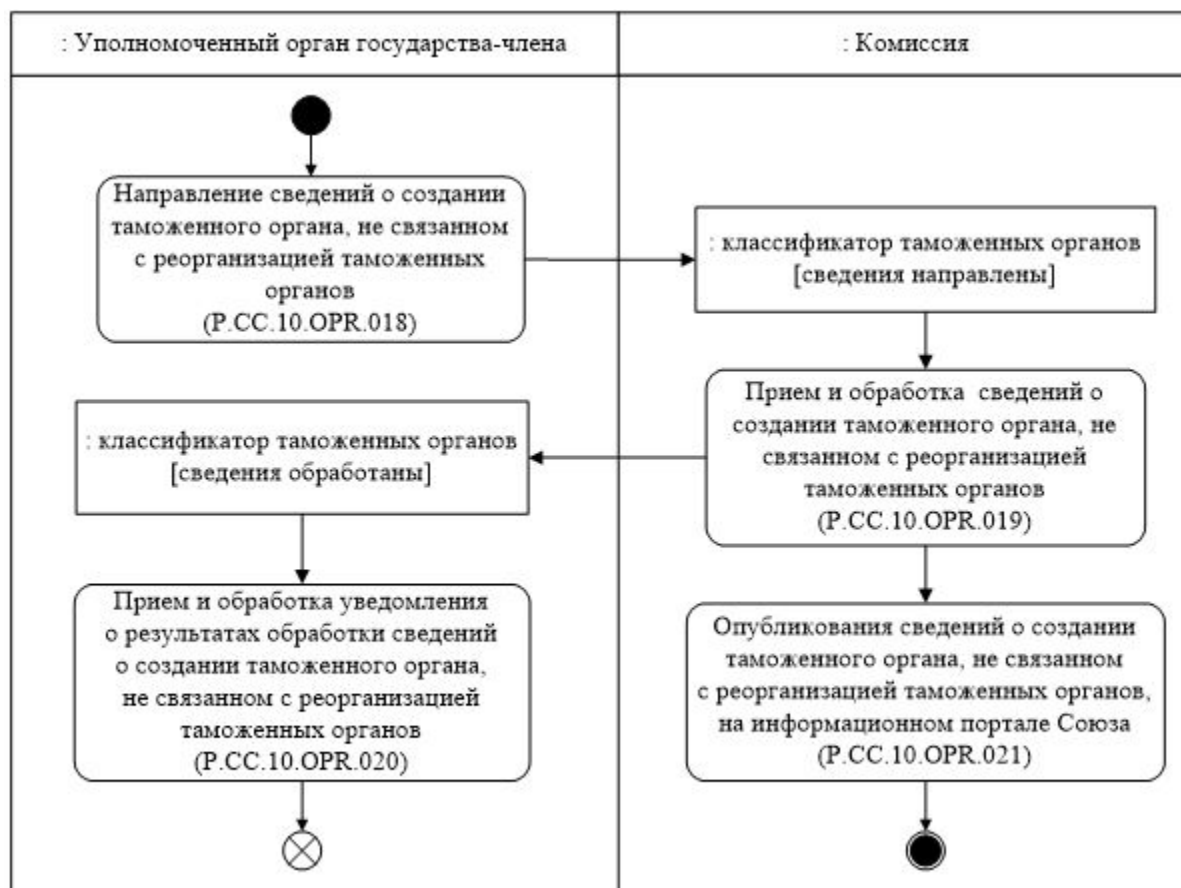 : Уполномоченный орган государства-члена
: Комиссия
Направление сведений о создании
таможенного органа, не связанном
с реорганизацией таможенных
органов
(P.CC.10.OPR.018)
: классификатор таможенных органов
[сведения направлены]
Прием и обработка сведений о
создании таможенного органа, не
связанном с реорганизацией
таможенных органов
(P.CC.10.OPR.019)
: классификатор таможенных органов
[сведения обработаны]
Прием и обработка уведомления
о результатах обработки сведений
о создании таможенного органа,
не связанном с реорганизацией
таможенных органов
(P.CC.10.OPR.020)
Опубликования сведений о создании
таможенного органа, не связанном
с реорганизацией таможенных органов,
на информационном портале Союза
(P.CC.10.OPR.021)